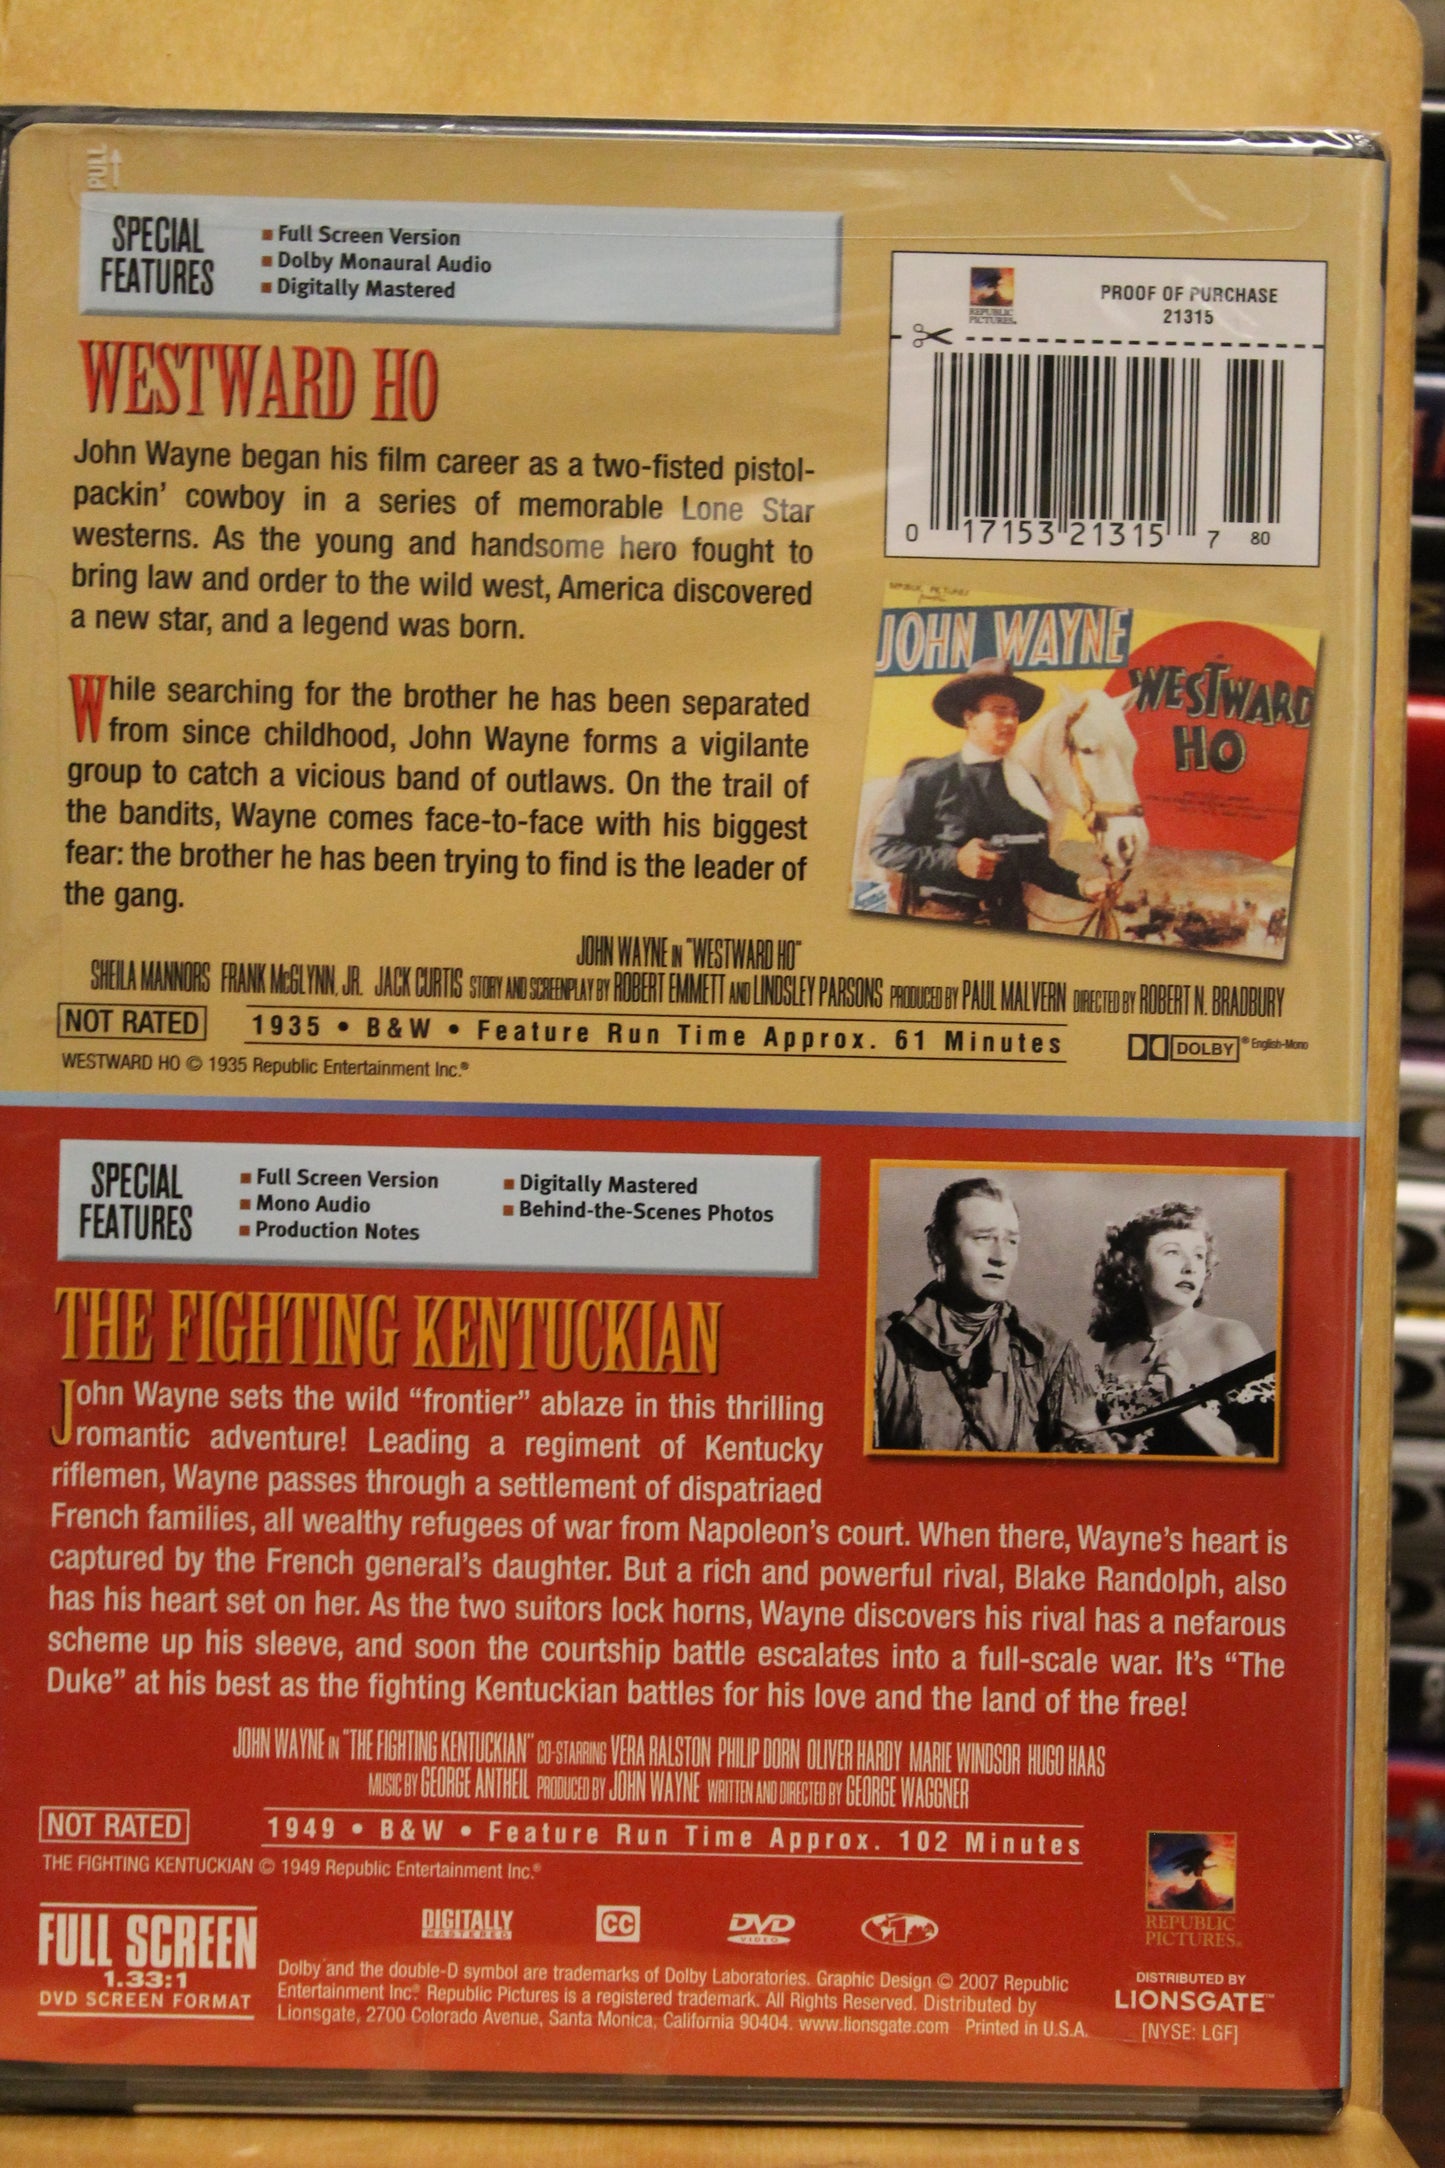 PULL
SPECIAL
FEATURES
Full Screen Version
Dolby Monaural Audio
Digitally Mastered
REPUBLIC
PICTURES
PROOF OF PURCHASE
21315
0 17153 21315 7 80
WESTWARD HO
John Wayne began his film career as a two-fisted pistol-
packin' cowboy in a series of memorable Lone Star
westerns. As the young and handsome hero fought to
bring law and order to the wild west, America discovered
a new star, and a legend was born.
JOHN WAYNE
WESTWARD
HO
While searching for the brother he has been separated
from since childhood, John Wayne forms a vigilante
group to catch a vicious band of outlaws. On the trail of
the bandits, Wayne comes face-to-face with his biggest
fear: the brother he has been trying to find is the leader of
the gang.
JOHN WAYNE IN "WESTWARD HO"
SHEILA MANNORS FRANK McGLYNN, JR. JACK CURTIS STORY AND SCREENPLAY BY ROBERT EMMETT AND LINDSLEY PARSONS PRODUCED BY PAUL MALVERN DIRECTED BY ROBERT N. BRADBURY
NOT RATED
1935 • B&W • Feature Run Time Approx. 61 Minutes
DOLBY® English-Mono
WESTWARD HO © 1935 Republic Entertainment Inc.®
SPECIAL
FEATURES
Full Screen Version
Mono Audio
Production Notes
Digitally Mastered
Behind-the-Scenes Photos
THE FIGHTING KENTUCKIAN
John Wayne sets the wild “frontier” ablaze in this thrilling
romantic adventure! Leading a regiment of Kentucky
riflemen, Wayne passes through a settlement of dispatriaed
French families, all wealthy refugees of war from Napoleon's court. When there, Wayne's heart is
captured by the French general's daughter. But a rich and powerful rival, Blake Randolph, also
has his heart set on her. As the two suitors lock horns, Wayne discovers his rival has a nefarous
scheme up his sleeve, and soon the courtship battle escalates into a full-scale war. It's “The
Duke” at his best as the fighting Kentuckian battles for his love and the land of the free!
JOHN WAYNE IN "THE FIGHTING KENTUCKIAN" CO-STARRING VERA RALSTON PHILIP DORN OLIVER HARDY MARIE WINDSOR HUGO HAAS
MUSIC BY GEORGE ANTHEIL PRODUCED BY JOHN WAYNE WRITTEN AND DIRECTED BY GEORGE WAGGNER
NOT RATED
1949 • B&W • Feature Run Time Approx. 102 Minutes
THE FIGHTING KENTUCKIAN © 1949 Republic Entertainment Inc.®
FULL SCREEN
1.33:1
DVD SCREEN FORMAT
DIGITALLY
MASTERED
CC
DVD
VIDEO
1
REPUBLIC
PICTURES®
Dolby and the double-D symbol are trademarks of Dolby Laboratories. Graphic Design © 2007 Republic
Entertainment Inc.® Republic Pictures is a registered trademark. All Rights Reserved. Distributed by
Lionsgate, 2700 Colorado Avenue, Santa Monica, California 90404. www.lionsgate.com Printed in U.S.A.
DISTRIBUTED BY
LIONSGATE™
[NYSE: LGF]